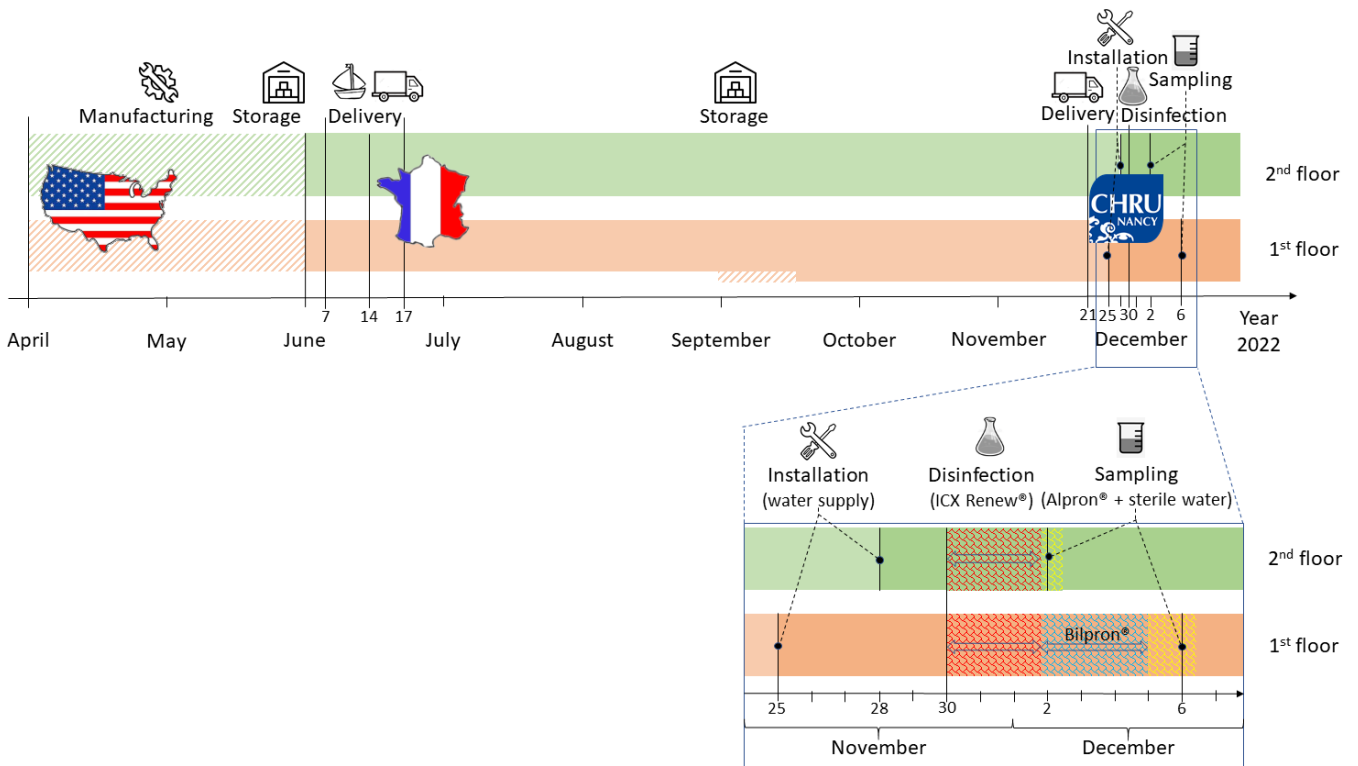 Installation
Sampling
Manufacturing
Storage
Delivery
Storage
Delivery
Disinfection
2nd floor
CHRU
NANCY
1st floor
7
14
17
21
25
30
2
6
April
May
June
July
August
September
October
November
December
Year
2022
Installation
(water supply)
Disinfection
(ICX Renew®)
Sampling
(Alpron® + sterile water)
2nd floor
Bilpron®
1st floor
25
28
30
2
6
November
December